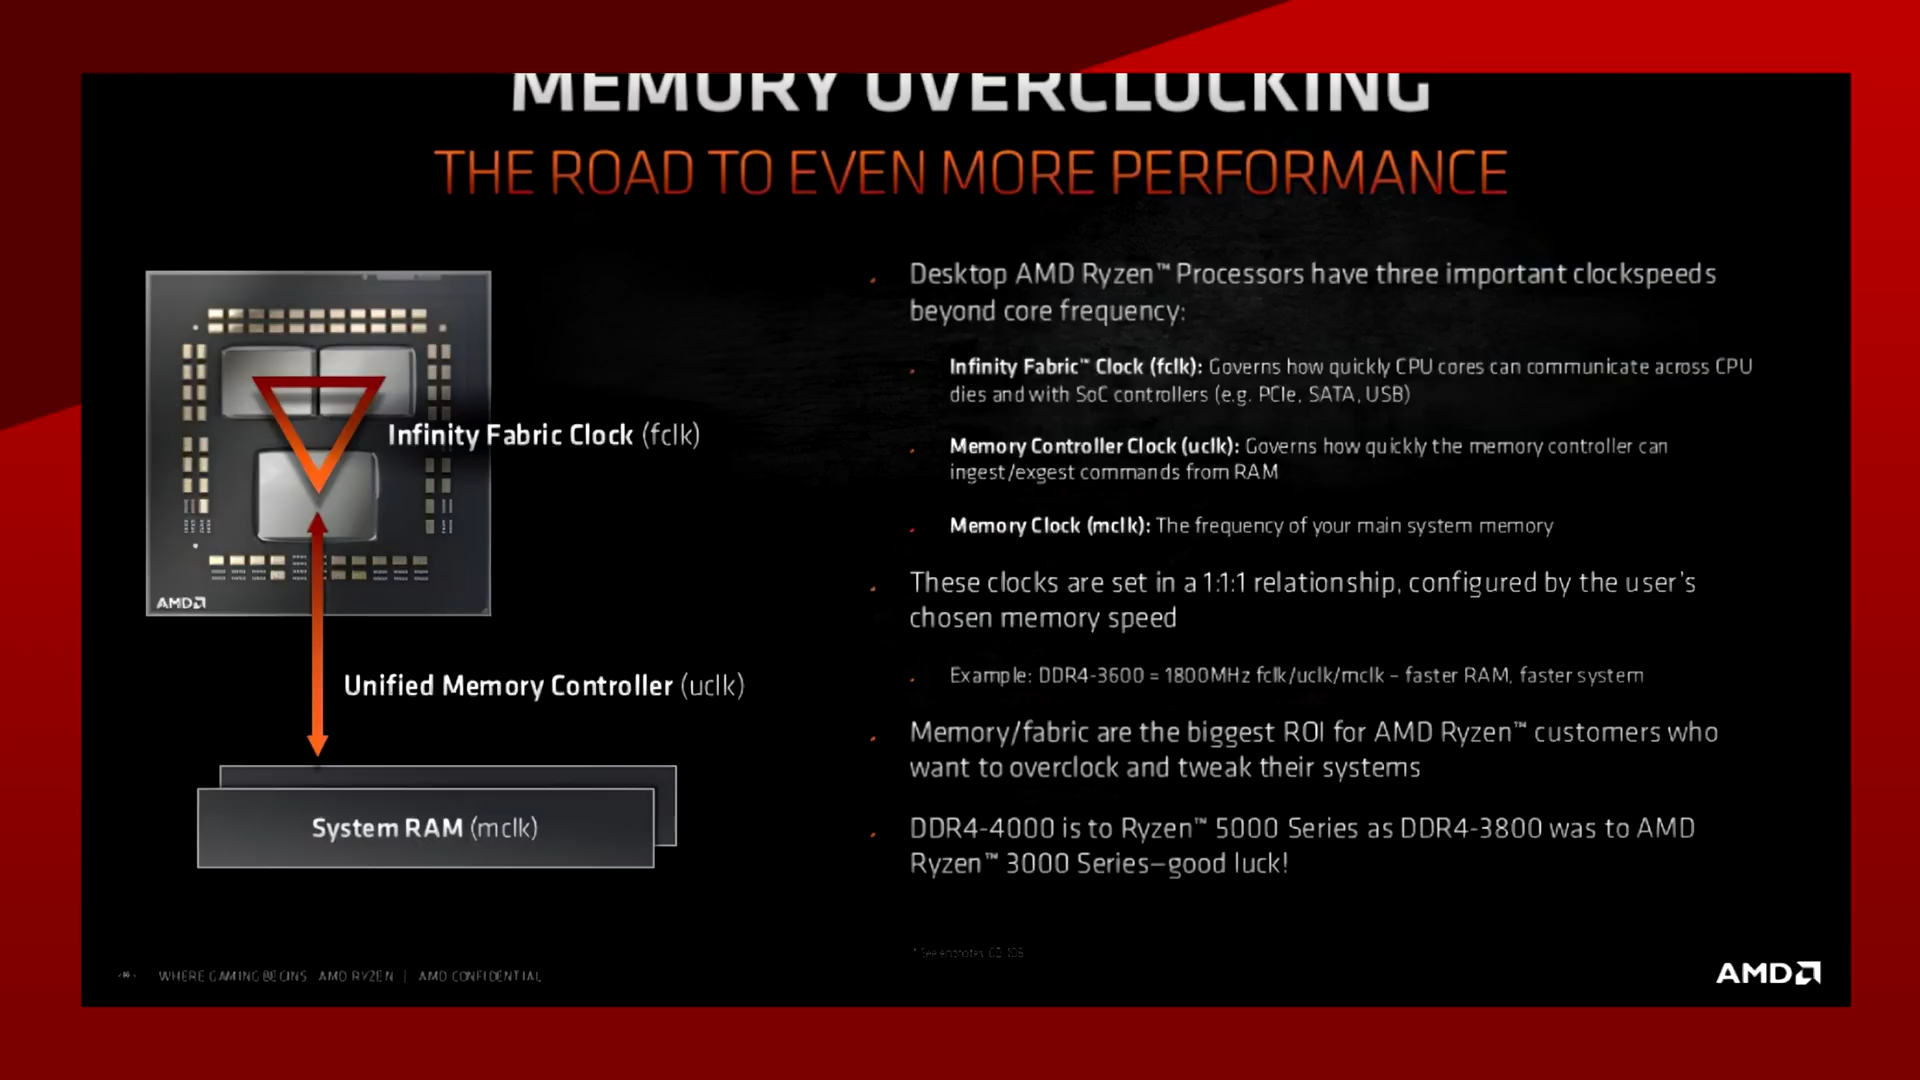 MEMORY OVERCLOCKING
THE ROAD TO EVEN MORE PERFORMANCE
AMD
Infinity Fabric Clock (fclk)
Unified Memory Controller (uclk)
System RAM (mclk)
Desktop AMD Ryzen™ Processors have three important clockspeeds
beyond core frequency:
Infinity Fabric™ Clock (fclk): Governs how quickly CPU cores can communicate across CPU
dies and with SoC controllers (e.g. PCIe, SATA, USB)
Memory Controller Clock (uclk): Governs how quickly the memory controller can
ingest/exgest commands from RAM
Memory Clock (mclk): The frequency of your main system memory
These clocks are set in a 1:1:1 relationship, configured by the user's
chosen memory speed
Example: DDR4-3600 = 1800MHz fclk/uclk/mclk – faster RAM, faster system
Memory/fabric are the biggest ROI for AMD Ryzen™ customers who
want to overclock and tweak their systems
DDR4-4000 is to Ryzen™ 5000 Series as DDR4-3800 was to AMD
Ryzen™ 3000 Series—good luck!
* See endnotes
WHERE GAMING BEGINS AMD RYZEN | AMD CONFIDENTIAL
AMD